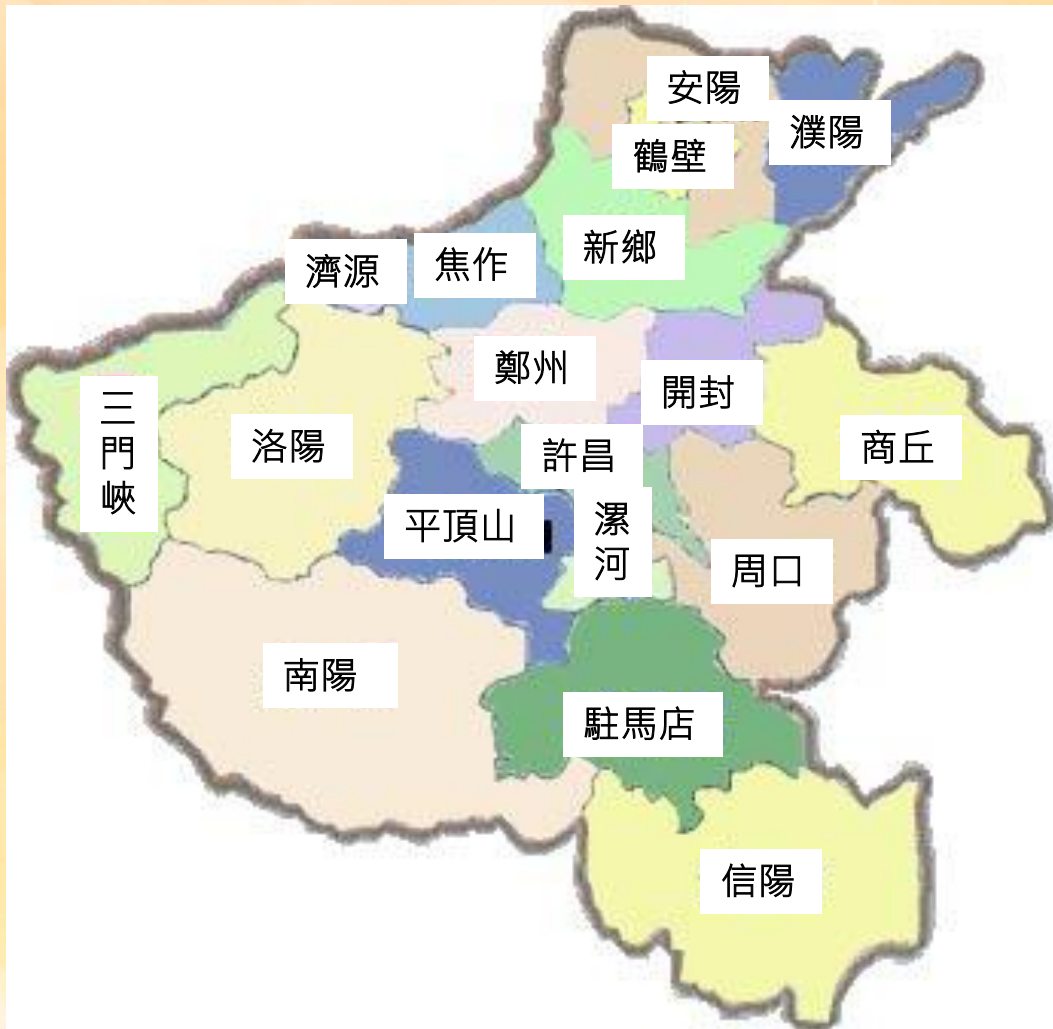 安陽
濮陽
鶴壁
新鄉
濟源
焦作
鄭州
開封
三門峽
洛陽
許昌
商丘
平頂山
漯河
周口
南陽
駐馬店
信陽